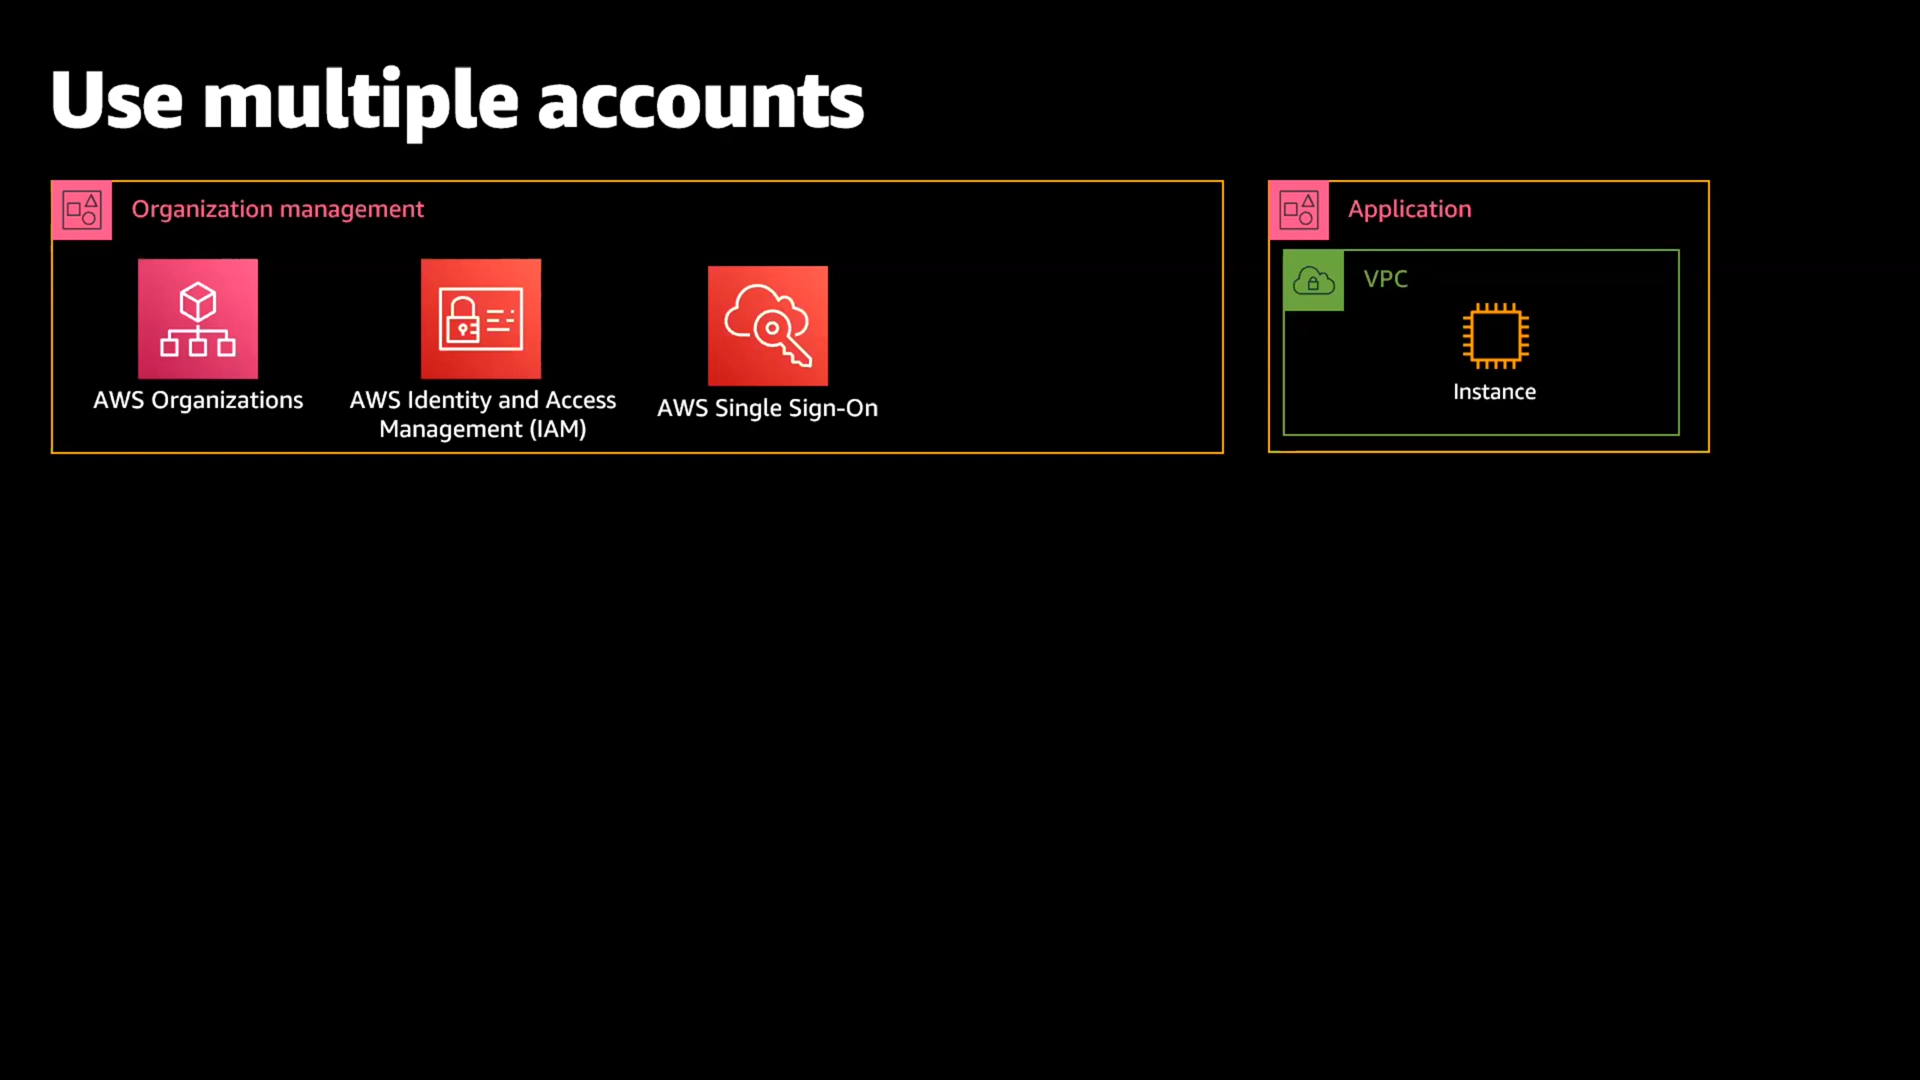 Use multiple accounts
Organization management
AWS Organizations
AWS Identity and Access
Management (IAM)
AWS Single Sign-On
Application
VPC
Instance